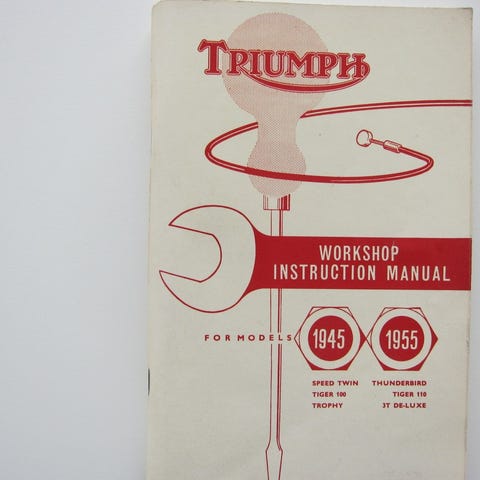 TRIUMPH
WORKSHOP
INSTRUCTION MANUAL
FOR MODELS 1945 1955
SPEED TWIN THUNDERBIRD
TIGER 100 TIGER 110
TROPHY 3T DE-LUXE